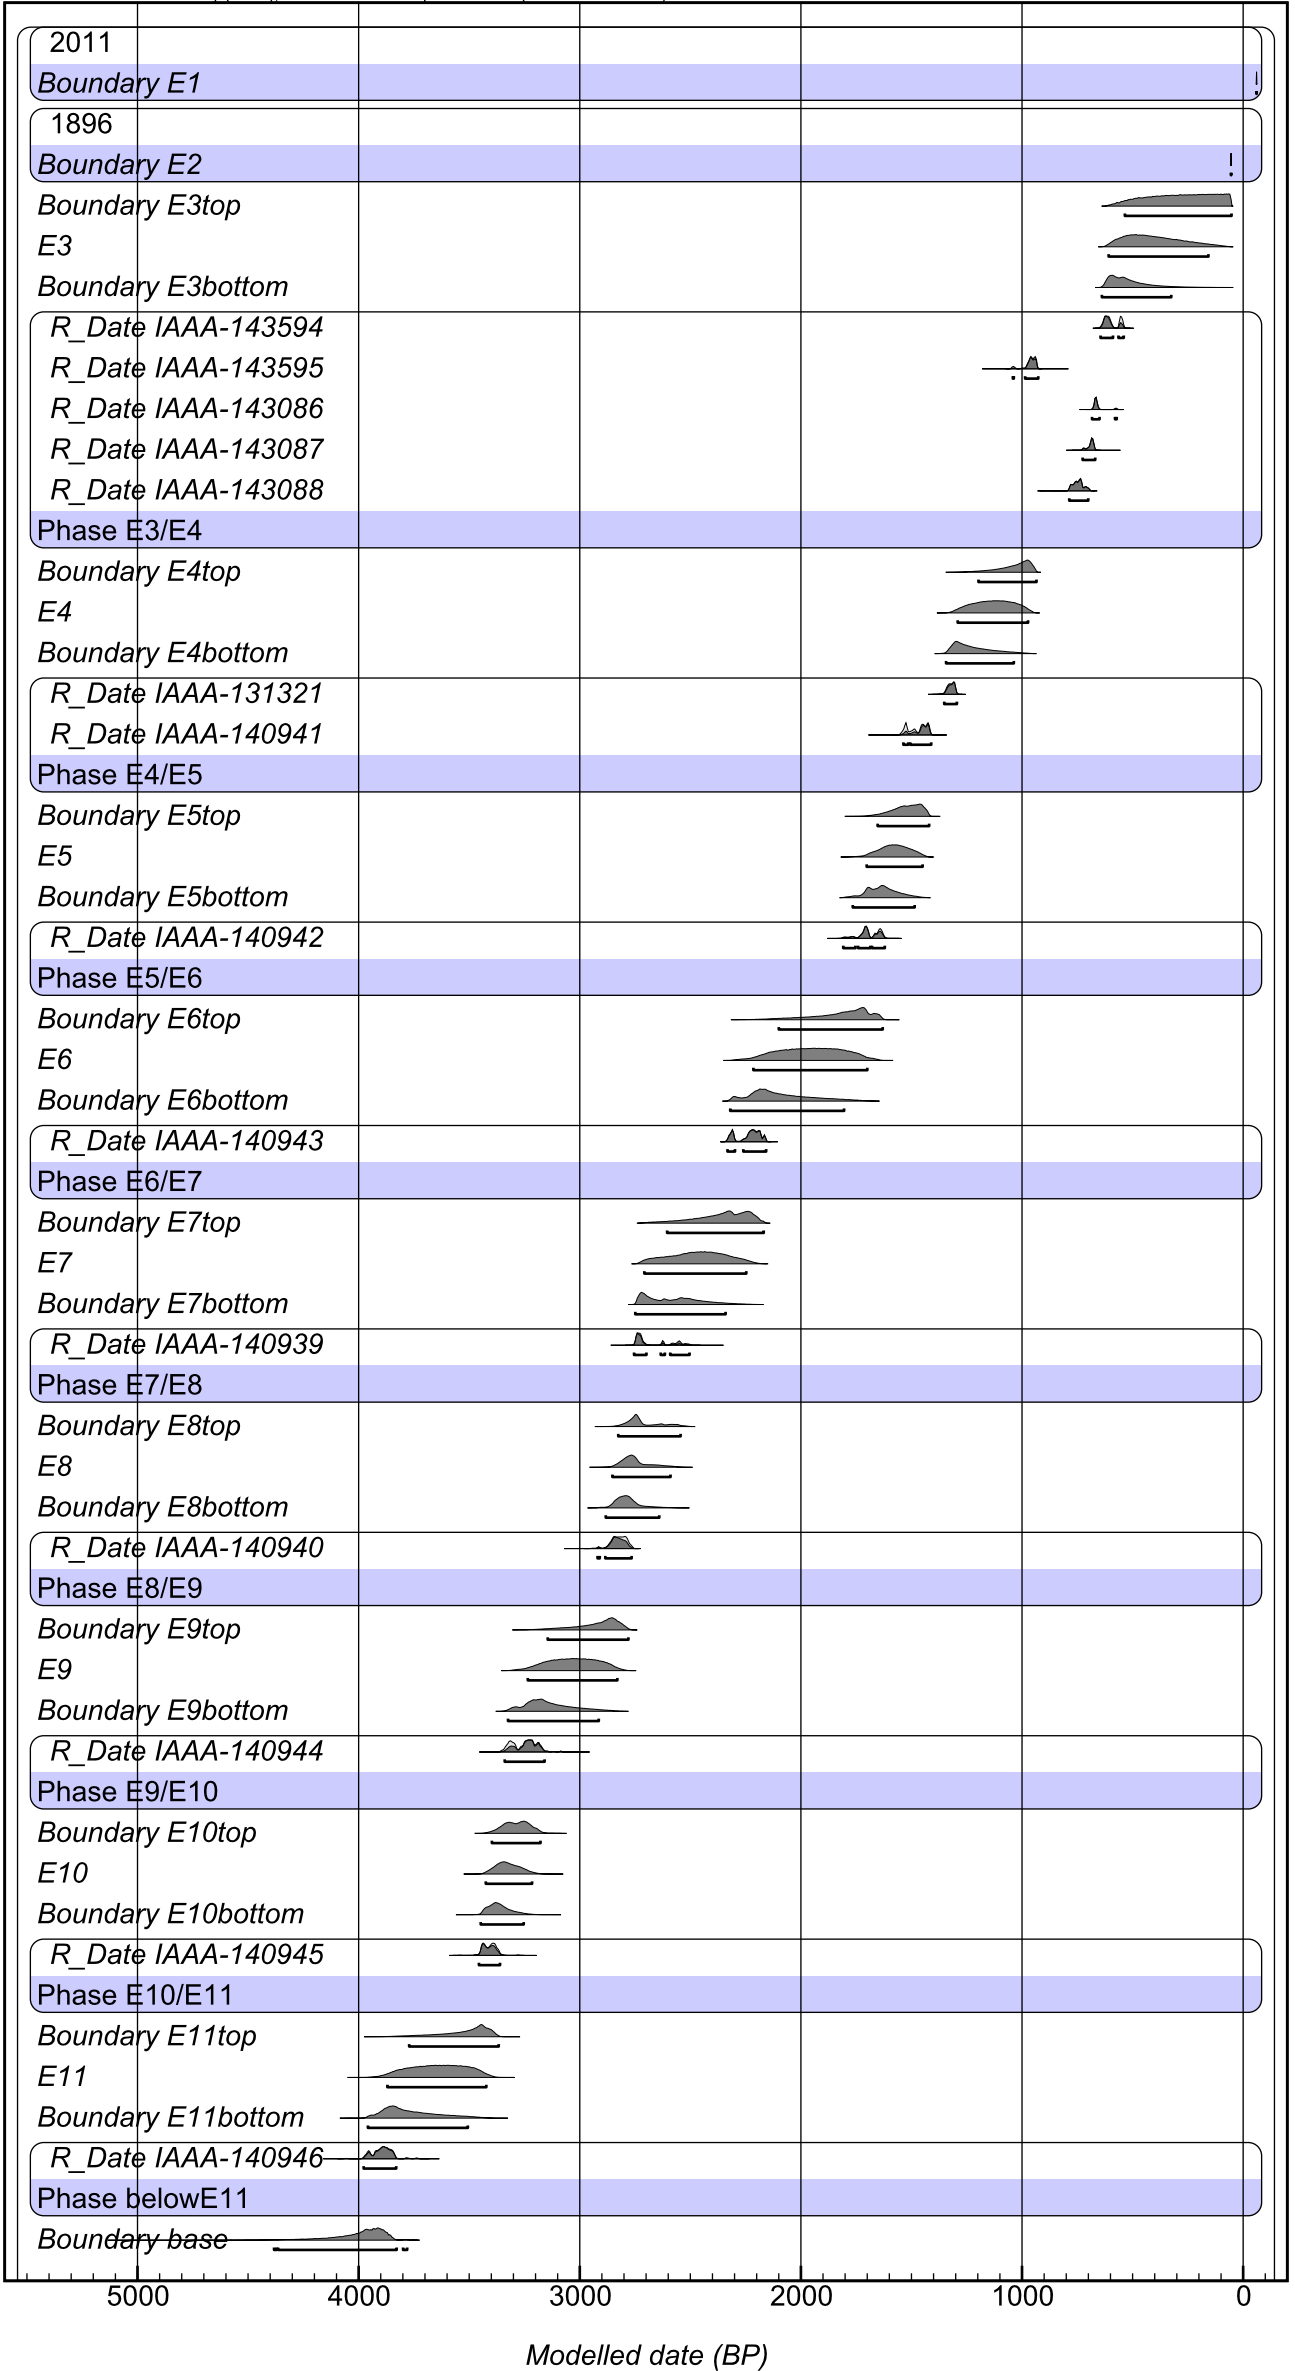 2011
Boundary E1
1896
Boundary E2
Boundary E3top
E3
Boundary E3bottom
R_Date IAAA-143594
R_Date IAAA-143595
R_Date IAAA-143086
R_Date IAAA-143087
R_Date IAAA-143088
Phase E3/E4
Boundary E4top
E4
Boundary E4bottom
R_Date IAAA-131321
R_Date IAAA-140941
Phase E4/E5
Boundary E5top
E5
Boundary E5bottom
R_Date IAAA-140942
Phase E5/E6
Boundary E6top
E6
Boundary E6bottom
R_Date IAAA-140943
Phase E6/E7
Boundary E7top
E7
Boundary E7bottom
R_Date IAAA-140939
Phase E7/E8
Boundary E8top
E8
Boundary E8bottom
R_Date IAAA-140940
Phase E8/E9
Boundary E9top
E9
Boundary E9bottom
R_Date IAAA-140944
Phase E9/E10
Boundary E10top
E10
Boundary E10bottom
R_Date IAAA-140945
Phase E10/E11
Boundary E11top
E11
Boundary E11bottom
R_Date IAAA-140946
Phase belowE11
Boundary base
5000 4000 3000 2000 1000 0
Modelled date (BP)